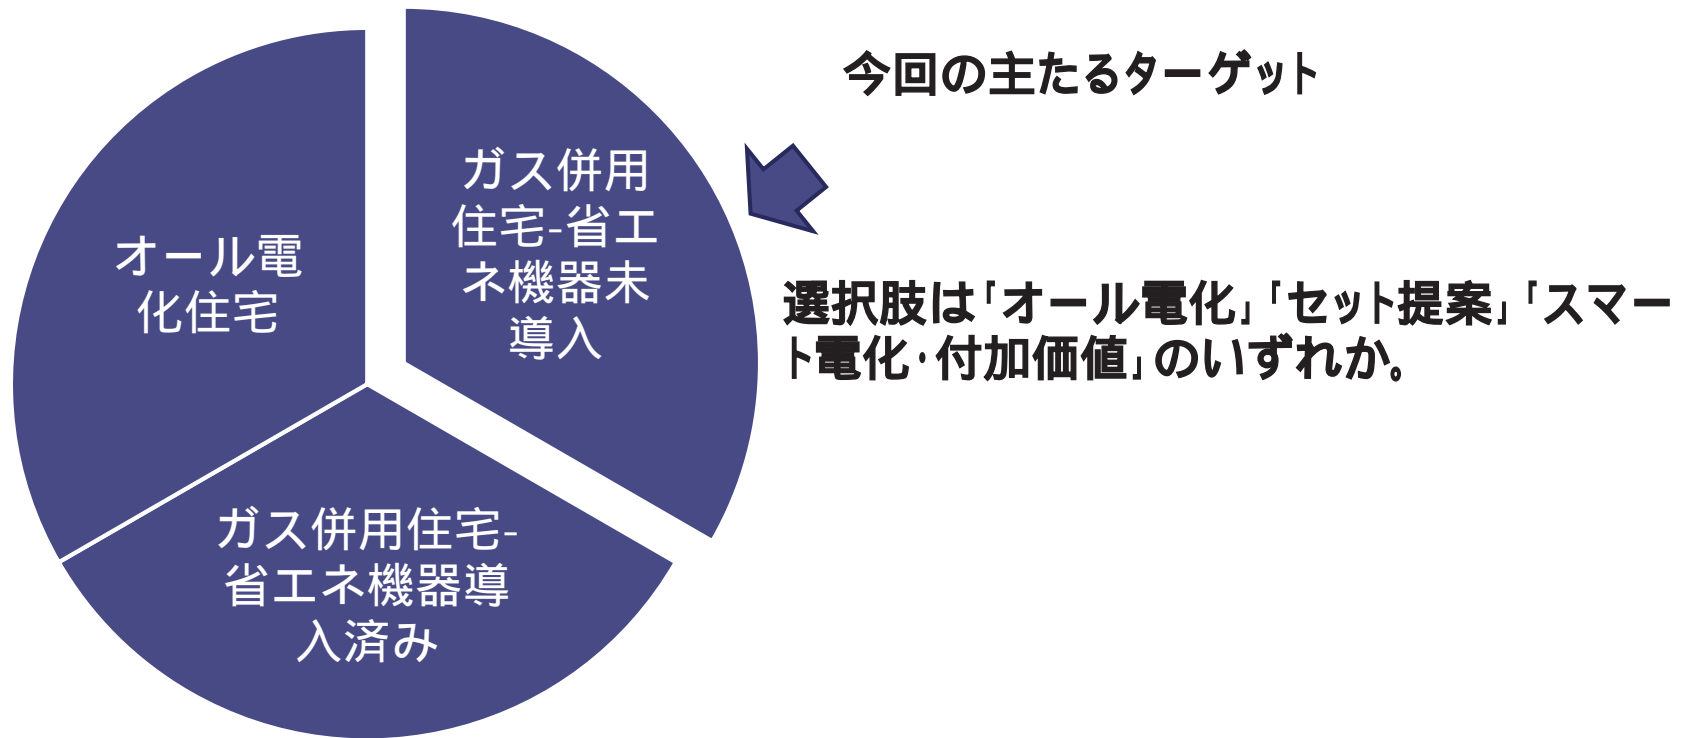 今回の主たるターゲット
ガス併用
住宅-省エ
ネ機器未
導入
オール電
化住宅
選択肢は｢オール電化｣｢セット提案｣｢スマー
ト電化･付加価値｣のいずれか｡
ガス併用住宅-
省エネ機器導
入済み